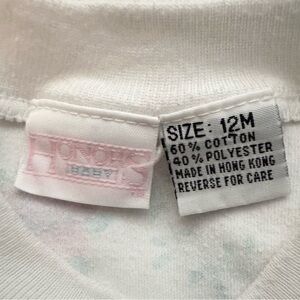 HONORS
BABY
SIZE: 12M
60% COTTON
40% POLYESTER
MADE IN HONG KONG
REVERSE FOR CARE